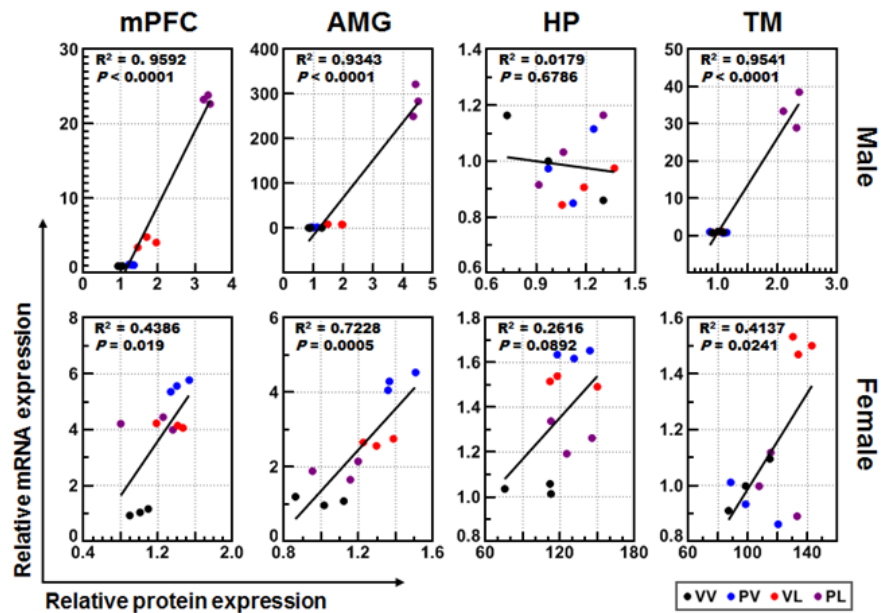 mPFC AMG HP TM
R² = 0. 9592
P < 0.0001
R² = 0.9343
P < 0.0001
R² = 0.0179
P = 0.6786
R² = 0.9541
P < 0.0001
30
20
10
0
0 1 2 3 4
400
300
200
100
0
0 1 2 3 4 5
1.6
1.4
1.2
1.0
0.8
0.6
0.6 0.9 1.2 1.5
50
40
30
20
10
0
1.0 2.0 3.0
Male
R² = 0.4386
P = 0.019
R² = 0.7228
P = 0.0005
R² = 0.2616
P = 0.0892
R² = 0.4137
P = 0.0241
8
6
4
2
0
0.4 1.2 1.6 2.0
6
4
2
0
0.8 1.0 1.2 1.4 1.6
1.8
1.6
1.4
1.2
1.0
0.8
60 120 150 180
1.6
1.4
1.2
1.0
0.8
60 100 140
Female
Relative mRNA expression
Relative protein expression
VV PV VL PL